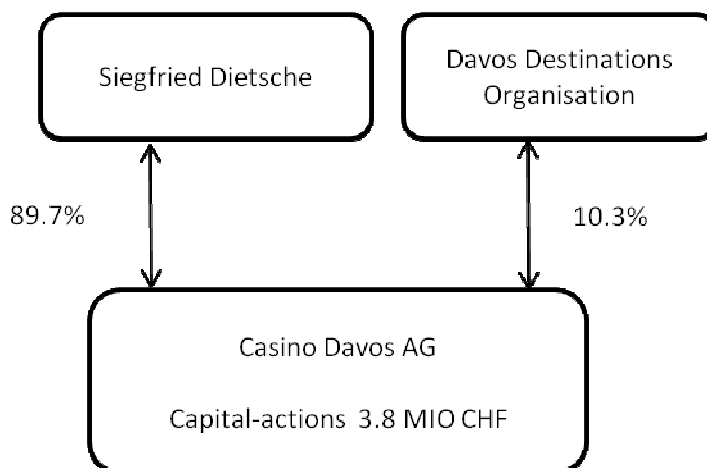 Siegfried Dietsche
Davos Destinations
Organisation
89.7%
10.3%
Casino Davos AG
Capital-actions 3.8 MIO CHF